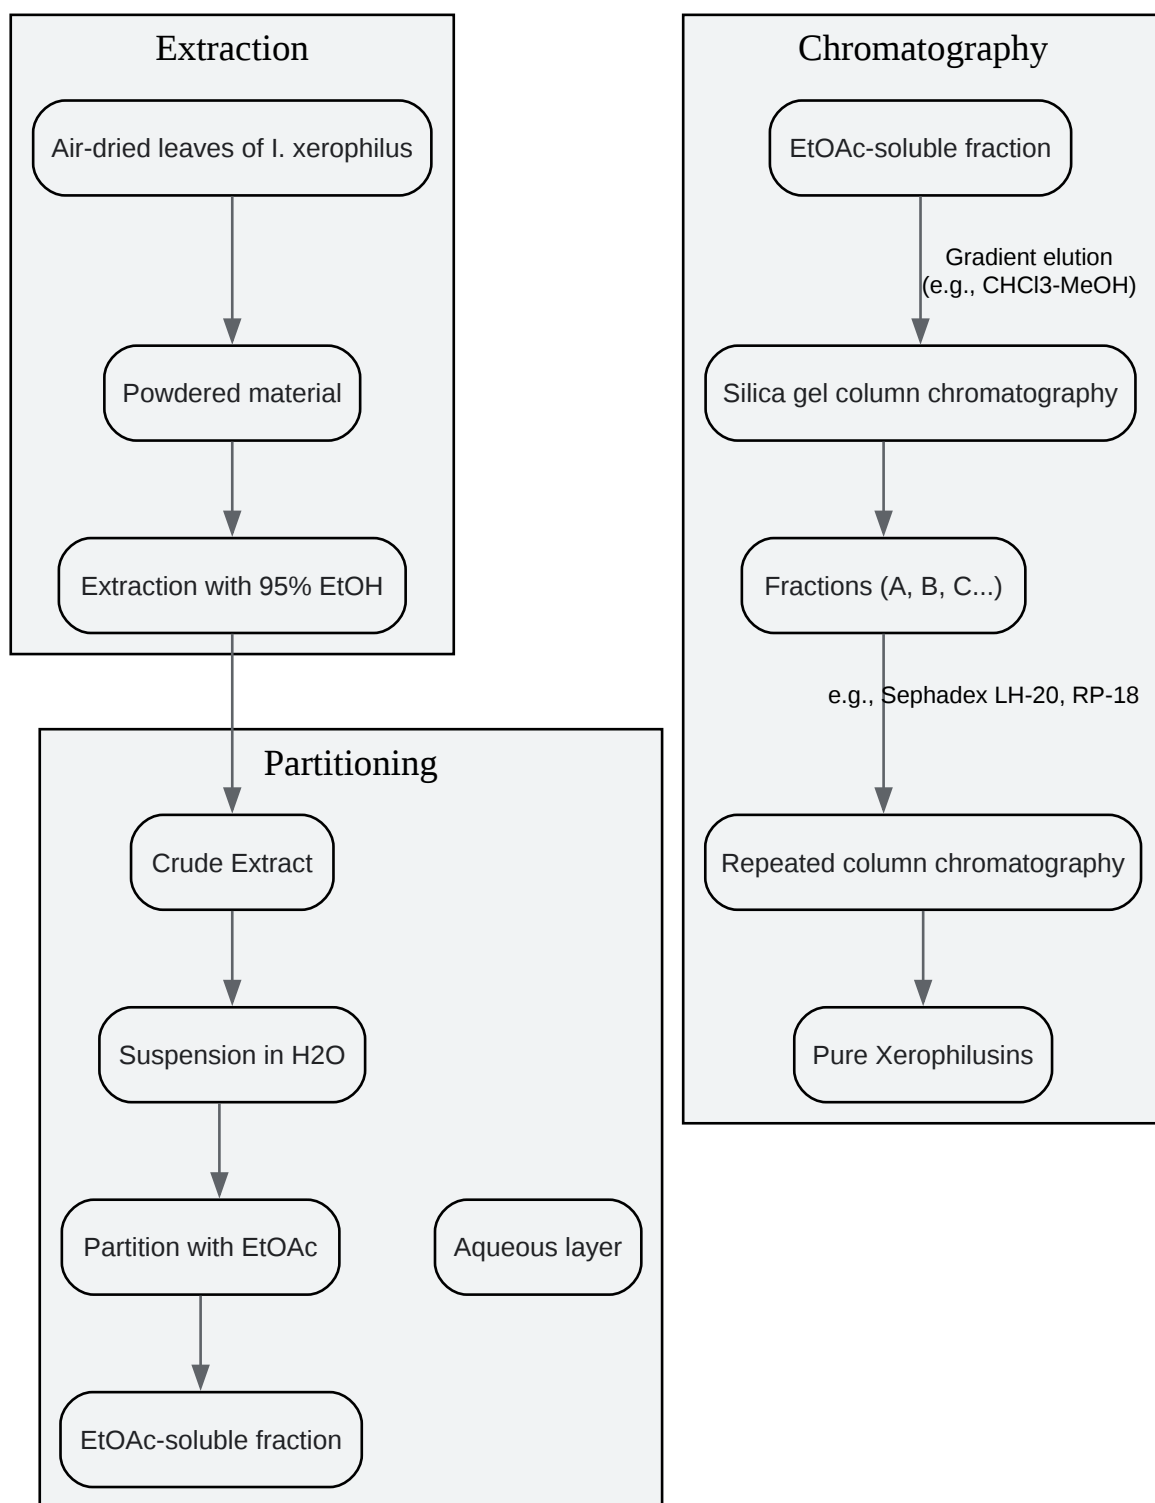 Extraction
Air-dried leaves of I. xerophilus
Powdered material
Extraction with 95% EtOH
Partitioning
Crude Extract
Suspension in H2O
Partition with EtOAc
Aqueous layer
EtOAc-soluble fraction
Chromatography
EtOAc-soluble fraction
Gradient elution
(e.g., CHCl3-MeOH)
Silica gel column chromatography
Fractions (A, B, C...)
e.g., Sephadex LH-20, RP-18
Repeated column chromatography
Pure Xerophilusins